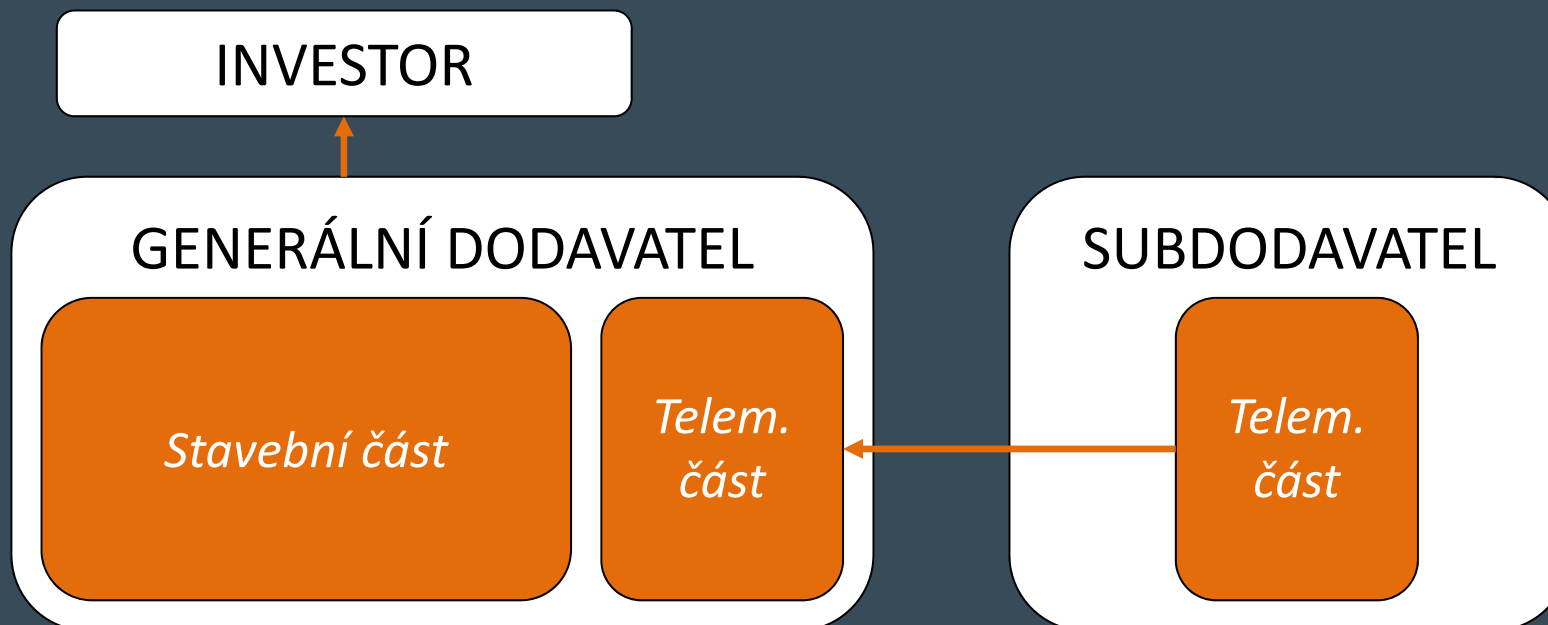 INVESTOR
GENERÁLNÍ DODAVATEL
Stavební část
Telem.
část
SUBDODAVATEL
Telem.
část